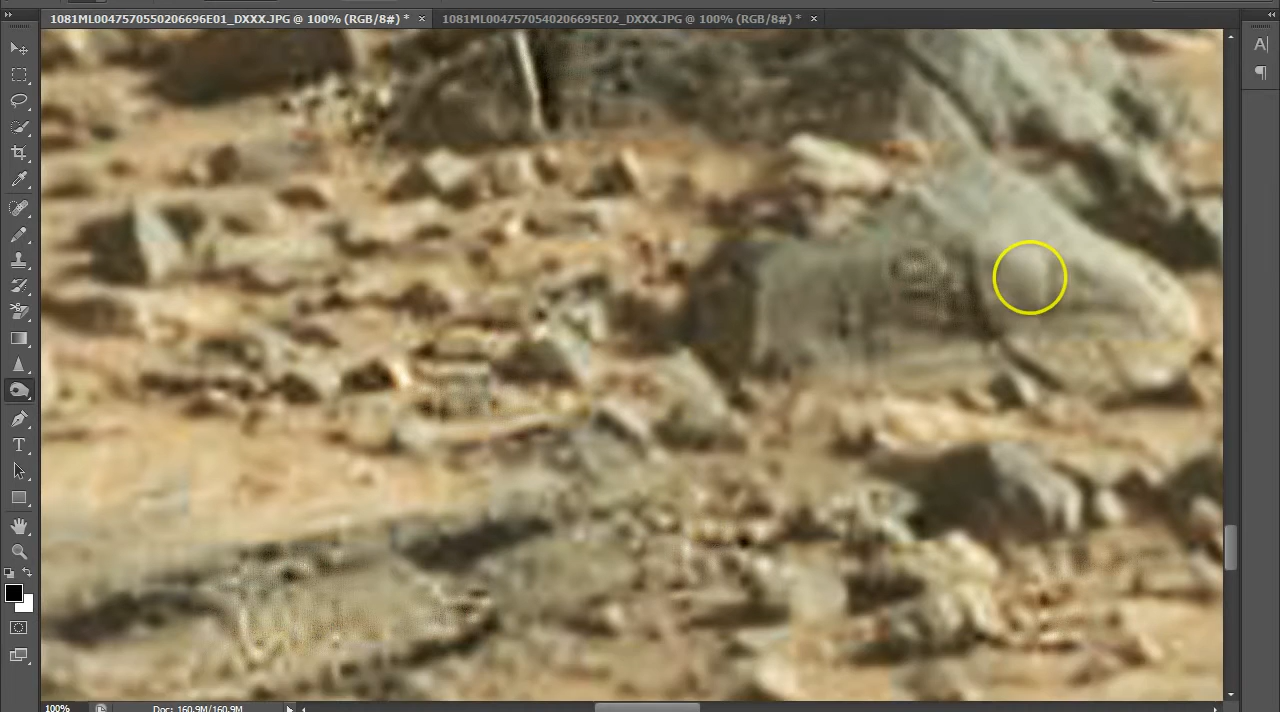 1081ML0047570550206696E01_DXXX.JPG @ 100% (RGB/8#) * ×
1081ML0047570540206695E02_DXXX.JPG @ 100% (RGB/8#) * ×
A
¶
T
100%
Doc: 160.9M/160.9M